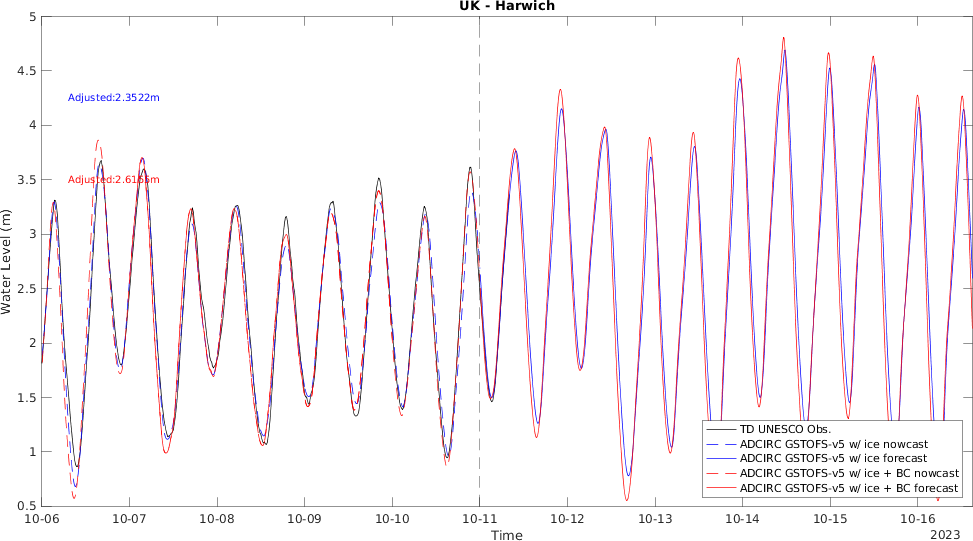 UK - Harwich
5
4.5
4
3.5
3
2.5
2
1.5
1
0.5
Water Level (m)
Adjusted:2.3522m
Adjusted:2.6155m
TD UNESCO Obs.
ADCIRC GSTOFS-v5 w/ ice nowcast
ADCIRC GSTOFS-v5 w/ ice forecast
ADCIRC GSTOFS-v5 w/ ice + BC nowcast
ADCIRC GSTOFS-v5 w/ ice + BC forecast
10-06 10-07 10-08 10-09 10-10 10-11 10-12 10-13 10-14 10-15 10-16
Time
2023